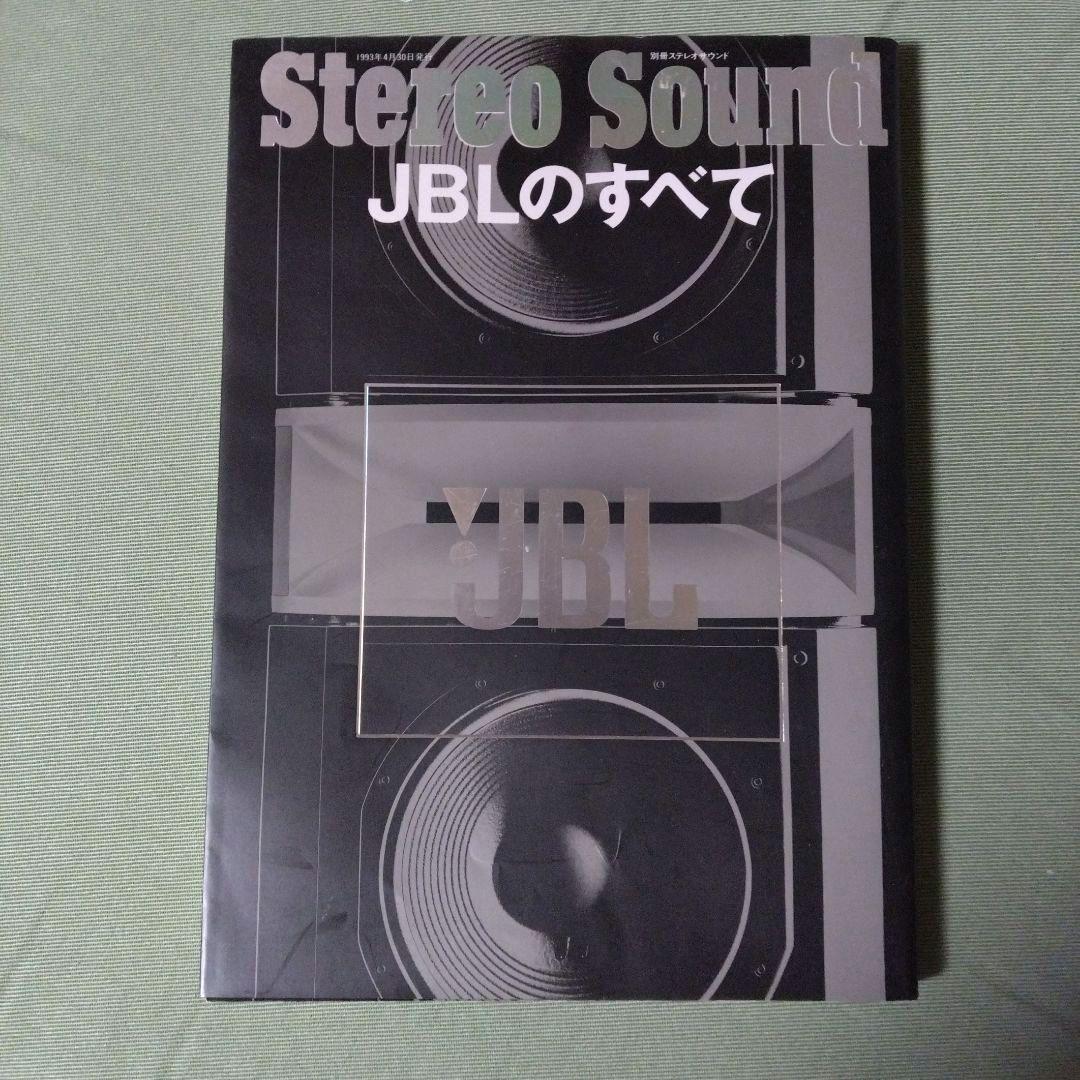 1993年4月30日発行
別冊ステレオサウンド
Stereo Sound
JBLのすべて
JBL